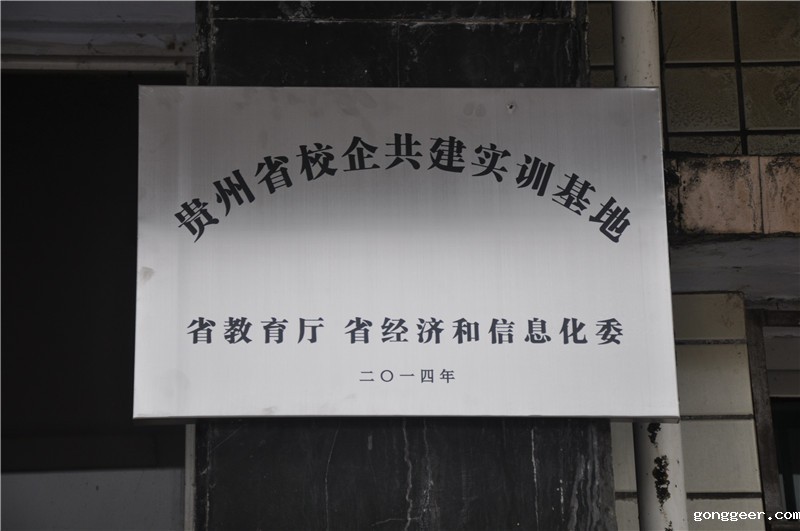 贵州省校企共建实训基地
省教育厅 省经济和信息化委
二〇一四年
gonggeer.com